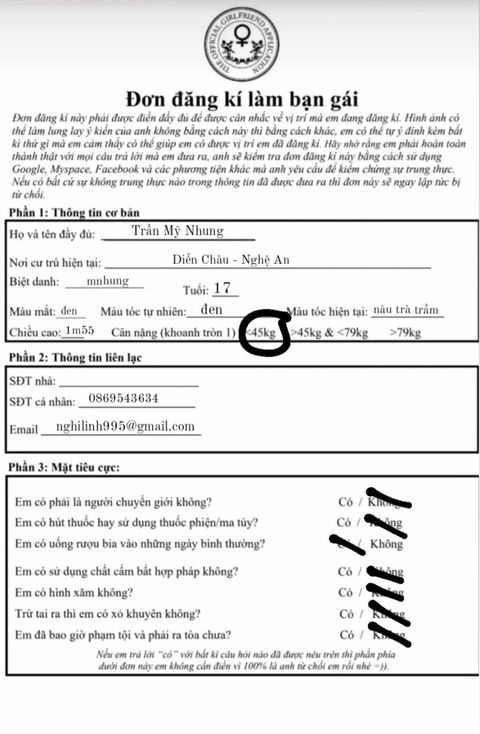 THE OFFICIAL GIRLFRIEND APPLICATION
Đơn đăng kí làm bạn gái
Đơn đăng kí này phải được điền đầy đủ để được cân nhắc về vị trí mà em đang đăng kí. Hình ảnh có
thể làm lung lay ý kiến của anh không bằng cách này thì bằng cách khác, em có thể tự ý đính kèm bất
kì thứ gì mà em cảm thấy có thể giúp em có được vị trí em đã đăng kí. Hãy nhớ rằng em phải hoàn toàn
thành thật với mọi câu trả lời mà em đưa ra, anh sẽ kiểm tra đơn đăng kí này bằng cách sử dụng
Google, Myspace, Facebook và các phương tiện khác mà anh yêu cầu để kiểm chứng sự trung thực.
Nếu có bất cứ sự không trung thực nào trong thông tin đã được đưa ra thì đơn này sẽ ngay lập tức bị
từ chối.
Phần 1: Thông tin cơ bản
Họ và tên đầy đủ: Trần Mỹ Nhung
Nơi cư trú hiện tại: Diễn Châu - Nghệ An
Biệt danh: mnhung Tuổi: 17
Màu mắt: đen Màu tóc tự nhiên: đen Màu tóc hiện tại: nâu trà trầm
Chiều cao: 1m55 Cân nặng (khoanh tròn 1) <45kg >45kg & <79kg >79kg
Phần 2: Thông tin liên lạc
SĐT nhà:
SĐT cá nhân: 0869543634
Email nghilinh995@gmail.com
Phần 3: Mặt tiêu cực:
Em có phải là người chuyển giới không? Có / Không
Em có hút thuốc hay sử dụng thuốc phiện/ma túy? Có / Không
Em có uống rượu bia vào những ngày bình thường? Có / Không
Em có sử dụng chất cấm bất hợp pháp không? Có / Không
Em có hình xăm không? Có / Không
Trừ tai ra thì em có xỏ khuyên không? Có / Không
Em đã bao giờ phạm tội và phải ra tòa chưa? Có / Không
Nếu em trả lời “có” với bất kì câu hỏi nào đã được nêu trên thì phần phía
dưới đơn này em không cần điền vì 100% là anh từ chối em rồi nhé =)).